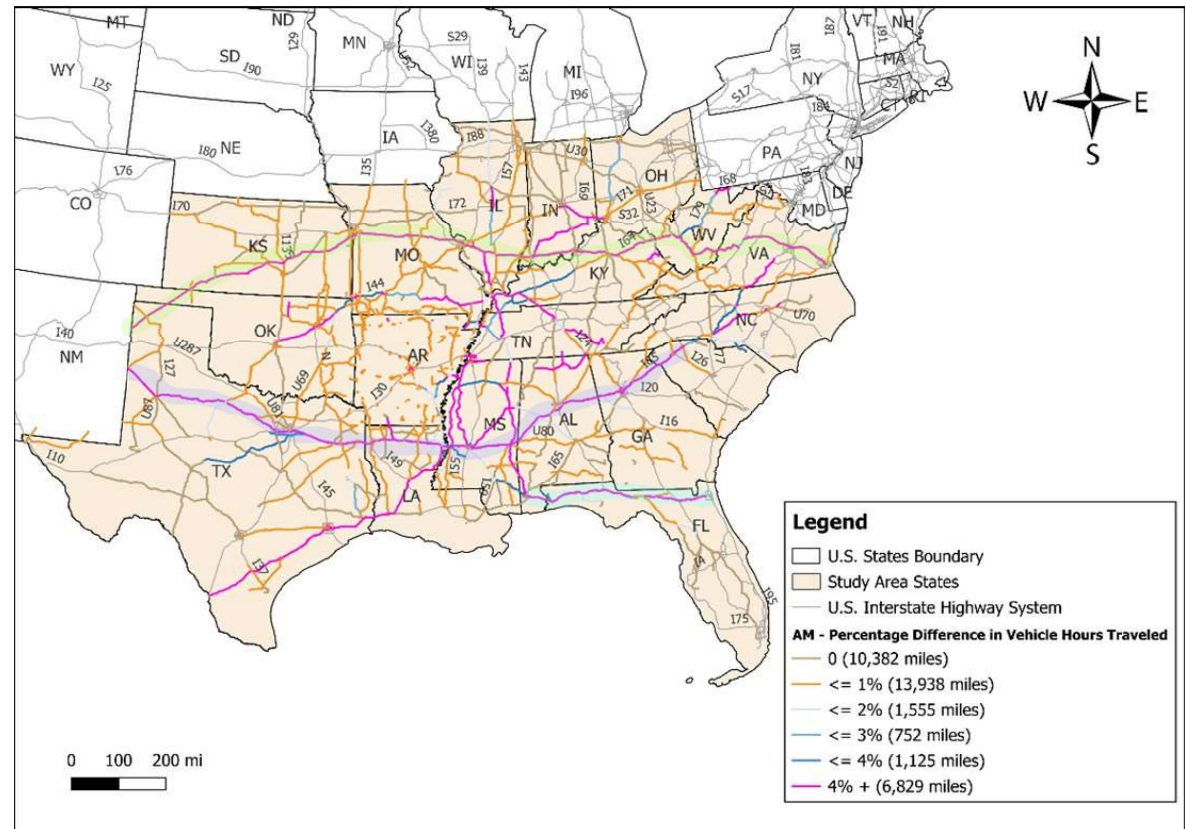 MT
ND
MN
WY
SD
I90
I29
U52
S29
WI
I39
I43
MI
I96
VT
NH
I87
I91
I81
NY
MA
S2
CT
RI
S17
I84
I25
IA
I380
I35
NE
I80
I76
CO
I88
I57
U30
I69
OH
I71
U23
PA
NJ
I83
DE
MD
I68
I70
I72
IL
IN
S32
I79
I64
WV
VA
KS
I135
MO
KY
I44
I40
NM
OK
U287
I27
U69
AR
I30
TN
I24
NC
U70
I85
I26
I77
I20
U87
U81
TX
I10
I45
I49
LA
MS
I55
I59
U80
AL
I65
GA
I16
I37
FL
I4
I75
I95
N
W
E
S
0 100 200 mi
Legend
U.S. States Boundary
Study Area States
U.S. Interstate Highway System
AM - Percentage Difference in Vehicle Hours Traveled
0 (10,382 miles)
<= 1% (13,938 miles)
<= 2% (1,555 miles)
<= 3% (752 miles)
<= 4% (1,125 miles)
4% + (6,829 miles)